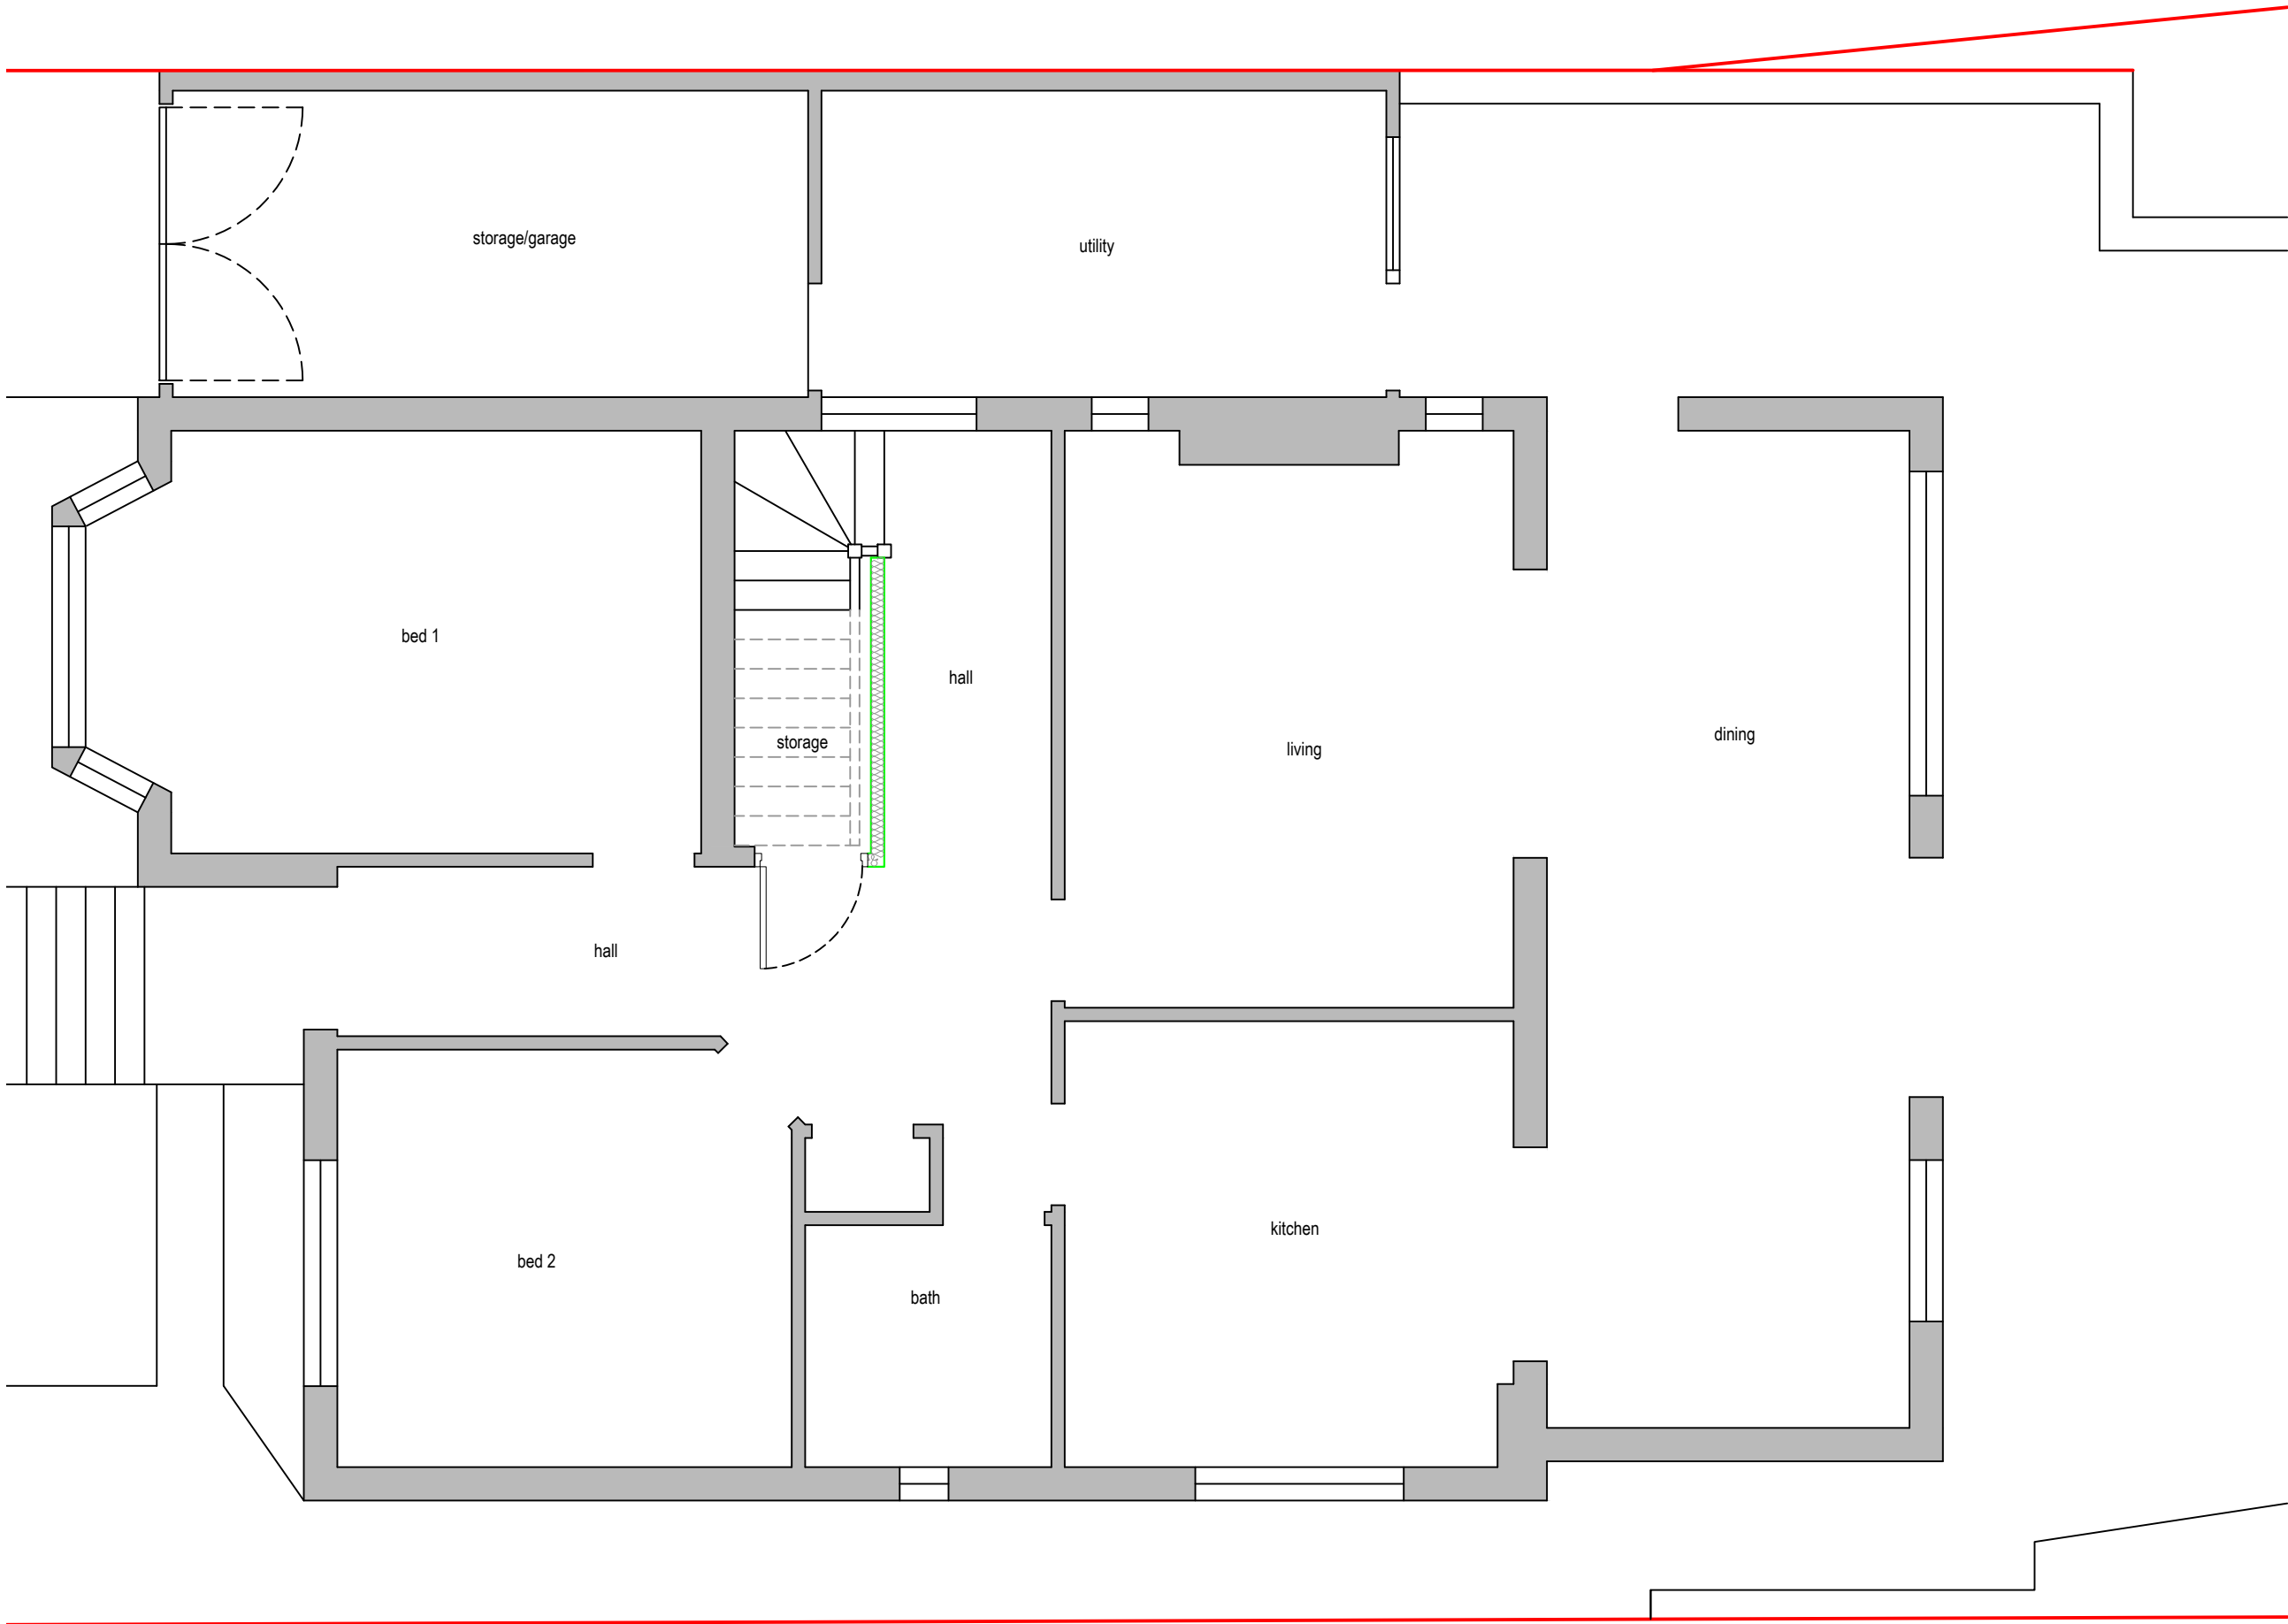 storage/garage
utility
bed 1
hall
storage
living
dining
hall
kitchen
bed 2
bath